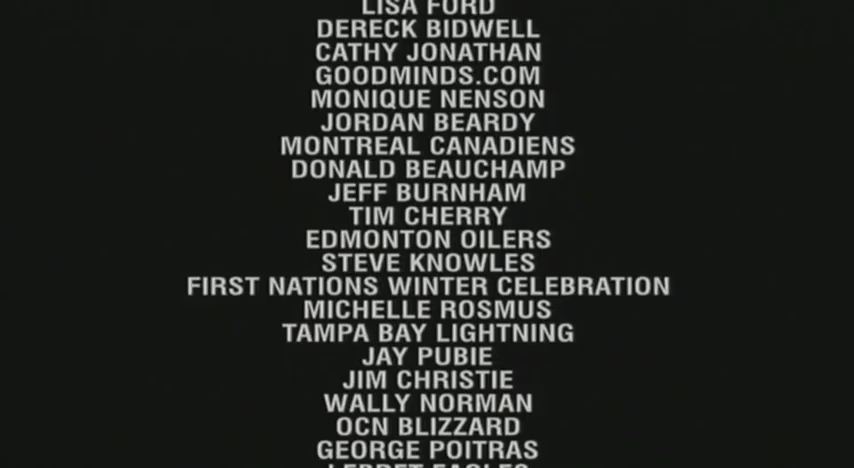 LISA FORD
DERECK BIDWELL
CATHY JONATHAN
GOODMINDS.COM
MONIQUE NENSON
JORDAN BEARDY
MONTREAL CANADIENS
DONALD BEAUCHAMP
JEFF BURNHAM
TIM CHERRY
EDMONTON OILERS
STEVE KNOWLES
FIRST NATIONS WINTER CELEBRATION
MICHELLE ROSMUS
TAMPA BAY LIGHTNING
JAY PUBIE
JIM CHRISTIE
WALLY NORMAN
OCN BLIZZARD
GEORGE POITRAS
LEBRET EAGLES